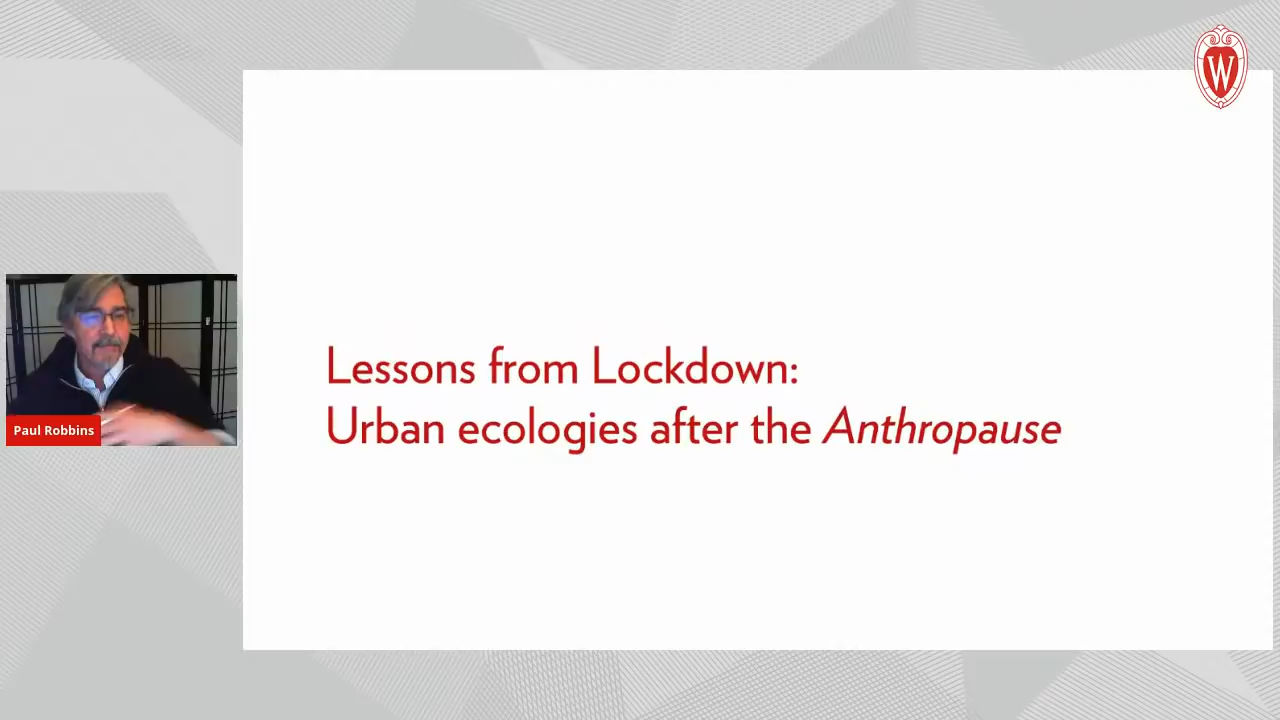 W
Paul Robbins
Lessons from Lockdown:
Urban ecologies after the Anthropause